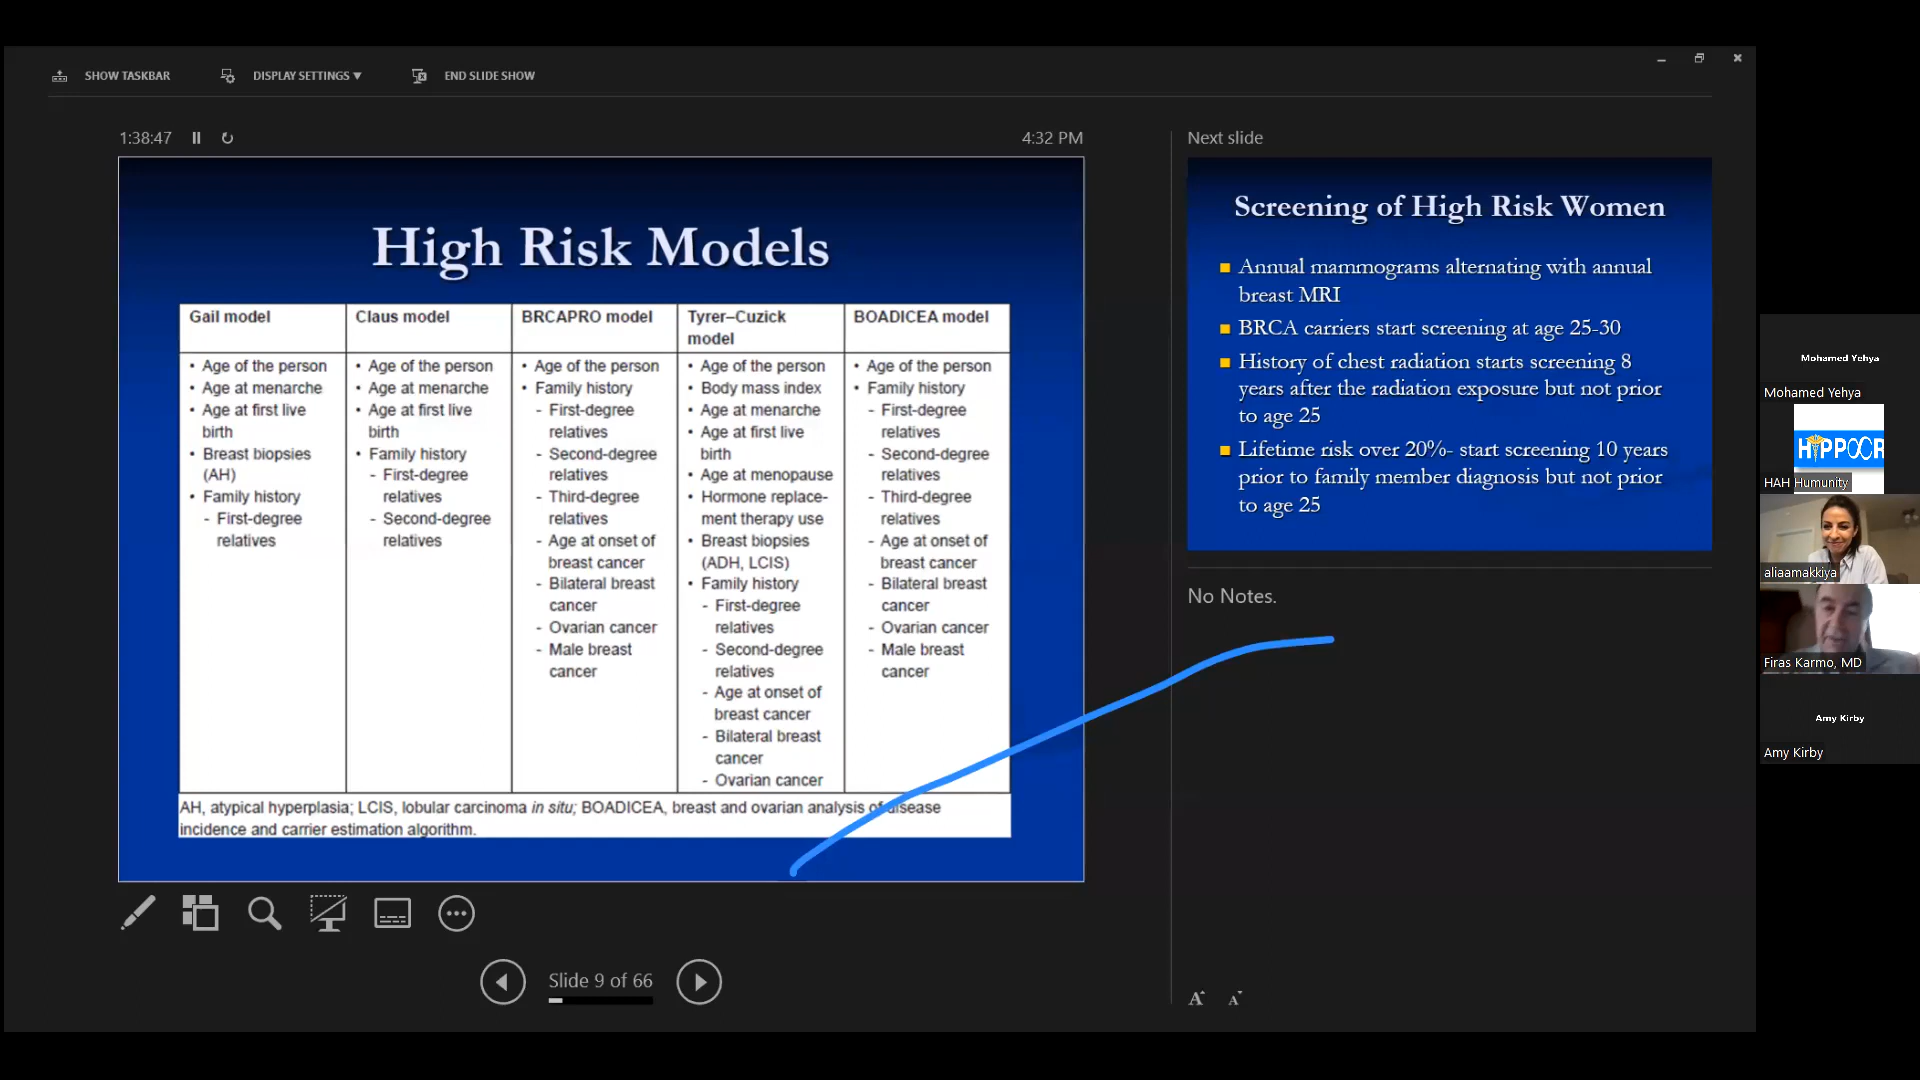 SHOW TASKBAR
DISPLAY SETTINGS ▼
END SLIDE SHOW
1:38:47
4:32 PM
High Risk Models
Gail model
• Age of the person
• Age at menarche
• Age at first live
birth
• Breast biopsies
(AH)
• Family history
- First-degree
relatives
Claus model
• Age of the person
• Age at menarche
• Age at first live
birth
• Family history
- First-degree
relatives
- Second-degree
relatives
BRCAPRO model
• Age of the person
• Family history
- First-degree
relatives
- Second-degree
relatives
- Third-degree
relatives
- Age at onset of
breast cancer
- Bilateral breast
cancer
- Ovarian cancer
- Male breast
cancer
Tyrer–Cuzick
model
• Age of the person
• Body mass index
• Age at menarche
• Age at first live
birth
• Age at menopause
• Hormone replace-
ment therapy use
• Breast biopsies
(ADH, LCIS)
• Family history
- First-degree
relatives
- Second-degree
relatives
- Age at onset of
breast cancer
- Bilateral breast
cancer
- Ovarian cancer
BOADICEA model
• Age of the person
• Family history
- First-degree
relatives
- Second-degree
relatives
- Third-degree
relatives
- Age at onset of
breast cancer
- Bilateral breast
cancer
- Ovarian cancer
- Male breast
cancer
AH, atypical hyperplasia; LCIS, lobular carcinoma in situ; BOADICEA, breast and ovarian analysis of disease
incidence and carrier estimation algorithm.
Slide 9 of 66
Next slide
Screening of High Risk Women
■ Annual mammograms alternating with annual
breast MRI
■ BRCA carriers start screening at age 25-30
■ History of chest radiation starts screening 8
years after the radiation exposure but not prior
to age 25
■ Lifetime risk over 20%- start screening 10 years
prior to family member diagnosis but not prior
to age 25
No Notes.
A A
Mohamed Yehya
Mohamed Yehya
HIPPOCR
HAH Humunity
aliaamakkiya
Firas Karmo, MD
Amy Kirby
Amy Kirby